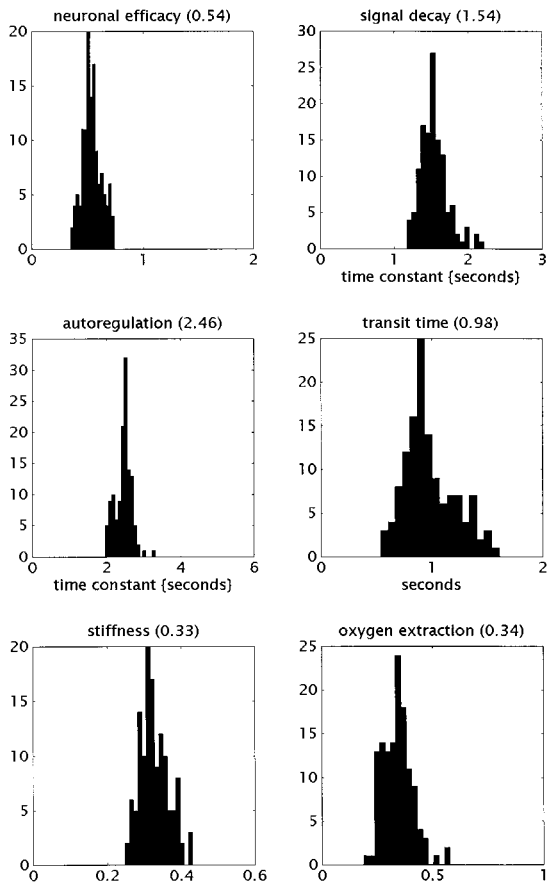 neuronal efficacy (0.54)
20
15
10
5
0
0 1 2
signal decay (1.54)
30
25
20
15
10
5
0
0 1 2 3
time constant {seconds}
autoregulation (2.46)
35
30
25
20
15
10
5
0
0 2 4 6
time constant {seconds}
transit time (0.98)
25
20
15
10
5
0
0 1 2
seconds
stiffness (0.33)
20
15
10
5
0
0 0.2 0.4 0.6
oxygen extraction (0.34)
25
20
15
10
5
0
0 0.5 1